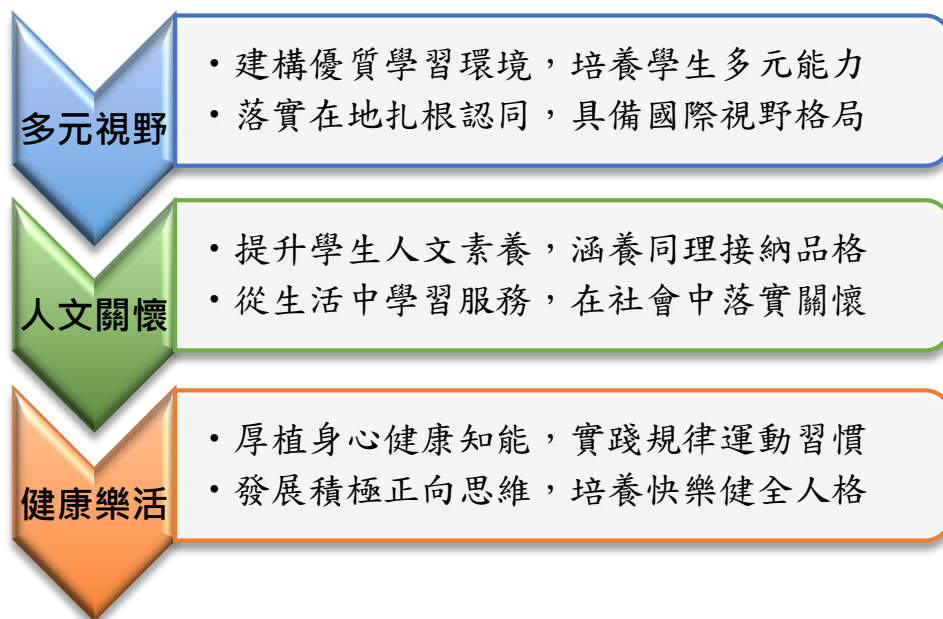 多元視野
• 建構優質學習環境，培養學生多元能力
• 落實在地扎根認同，具備國際視野格局
人文關懷
• 提升學生人文素養，涵養同理接納品格
• 從生活中學習服務，在社會中落實關懷
健康樂活
• 厚植身心健康知能，實踐規律運動習慣
• 發展積極正向思維，培養快樂健全人格